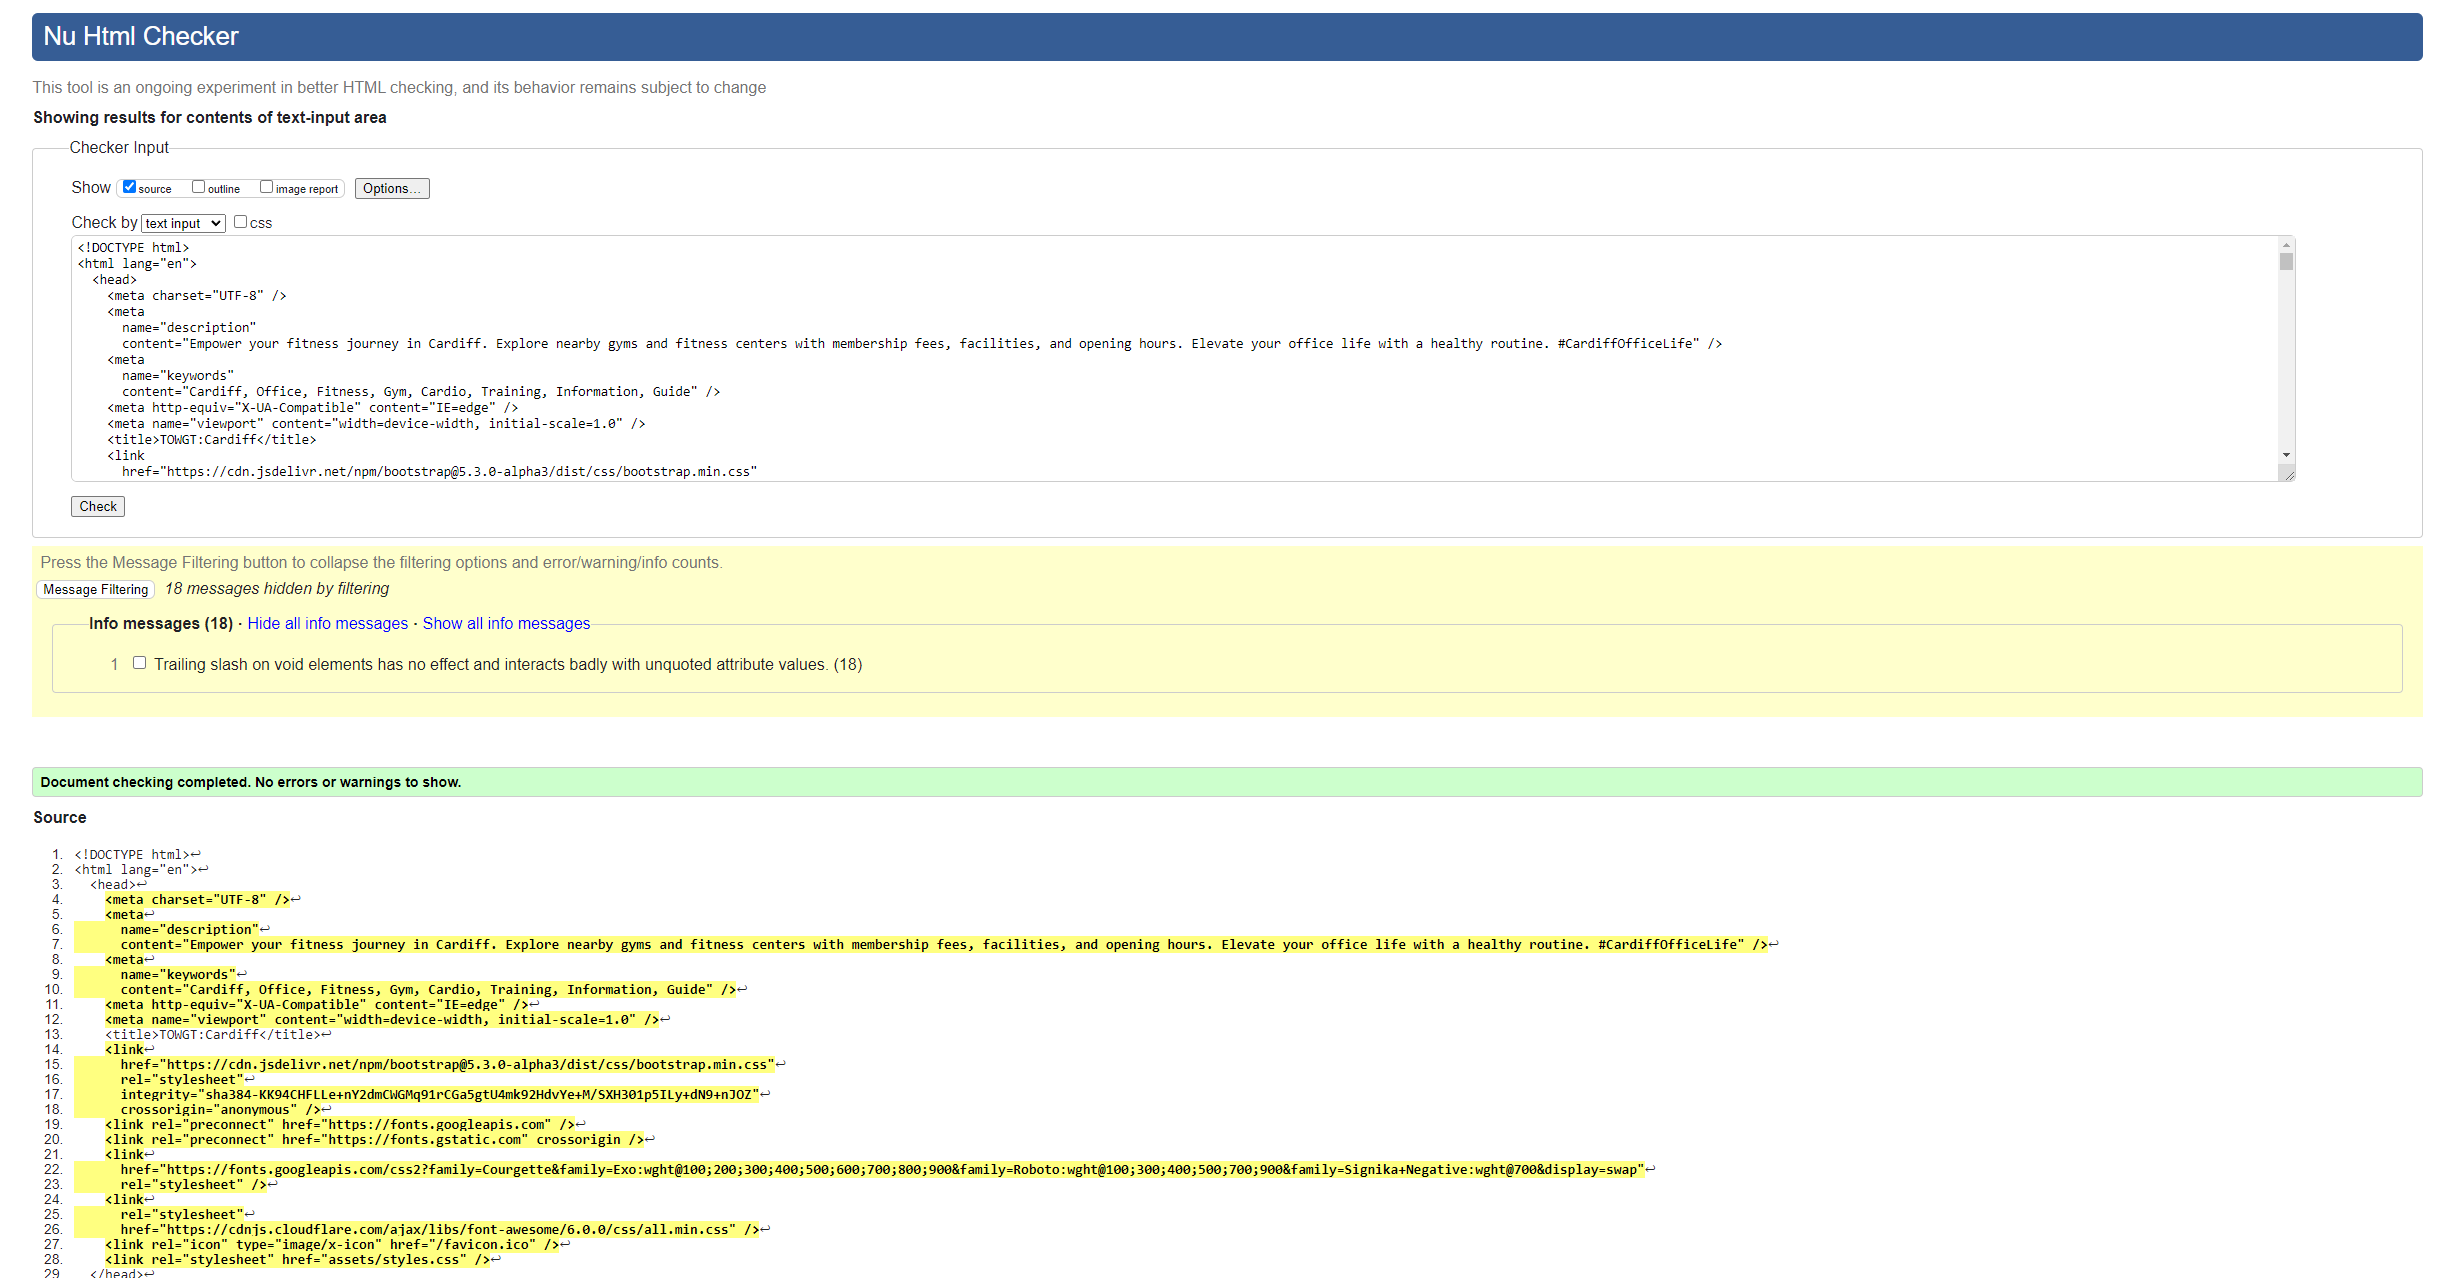 Nu Html Checker
This tool is an ongoing experiment in better HTML checking, and its behavior remains subject to change
Showing results for contents of text-input area
Checker Input
Show source outline image report Options...
Check by text input css
<!DOCTYPE html>
<html lang="en">
  <head>
    <meta charset="UTF-8" />
    <meta
      name="description"
      content="Empower your fitness journey in Cardiff. Explore nearby gyms and fitness centers with membership fees, facilities, and opening hours. Elevate your office life with a healthy routine. #CardiffOfficeLife" />
    <meta
      name="keywords"
      content="Cardiff, Office, Fitness, Gym, Cardio, Training, Information, Guide" />
    <meta http-equiv="X-UA-Compatible" content="IE=edge" />
    <meta name="viewport" content="width=device-width, initial-scale=1.0" />
    <title>TOWGT:Cardiff</title>
    <link
      href="https://cdn.jsdelivr.net/npm/bootstrap@5.3.0-alpha3/dist/css/bootstrap.min.css"
Check
Press the Message Filtering button to collapse the filtering options and error/warning/info counts.
Message Filtering 18 messages hidden by filtering
Info messages (18) · Hide all info messages · Show all info messages
1 Trailing slash on void elements has no effect and interacts badly with unquoted attribute values. (18)
Document checking completed. No errors or warnings to show.
Source
1. <!DOCTYPE html>↩
2. <html lang="en">↩
3.   <head>↩
4.     <meta charset="UTF-8" />↩
5.     <meta↩
6.       name="description"↩
7.       content="Empower your fitness journey in Cardiff. Explore nearby gyms and fitness centers with membership fees, facilities, and opening hours. Elevate your office life with a healthy routine. #CardiffOfficeLife" />↩
8.     <meta↩
9.       name="keywords"↩
10.       content="Cardiff, Office, Fitness, Gym, Cardio, Training, Information, Guide" />↩
11.     <meta http-equiv="X-UA-Compatible" content="IE=edge" />↩
12.     <meta name="viewport" content="width=device-width, initial-scale=1.0" />↩
13.     <title>TOWGT:Cardiff</title>↩
14.     <link↩
15.       href="https://cdn.jsdelivr.net/npm/bootstrap@5.3.0-alpha3/dist/css/bootstrap.min.css"↩
16.       rel="stylesheet"↩
17.       integrity="sha384-KK94CHFLLe+nY2dmCWGMq91rCGa5gtU4mk92HdvYe+M/SXH301p5ILy+dN9+nJOZ"↩
18.       crossorigin="anonymous" />↩
19.     <link rel="preconnect" href="https://fonts.googleapis.com" />↩
20.     <link rel="preconnect" href="https://fonts.gstatic.com" crossorigin />↩
21.     <link↩
22.       href="https://fonts.googleapis.com/css2?family=Courgette&family=Exo:wght@100;200;300;400;500;600;700;800;900&family=Roboto:wght@100;300;400;500;700;900&family=Signika+Negative:wght@700&display=swap"↩
23.       rel="stylesheet" />↩
24.     <link↩
25.       rel="stylesheet"↩
26.       href="https://cdnjs.cloudflare.com/ajax/libs/font-awesome/6.0.0/css/all.min.css" />↩
27.     <link rel="icon" type="image/x-icon" href="/favicon.ico" />↩
28.     <link rel="stylesheet" href="assets/styles.css" />↩
29.   </head>↩